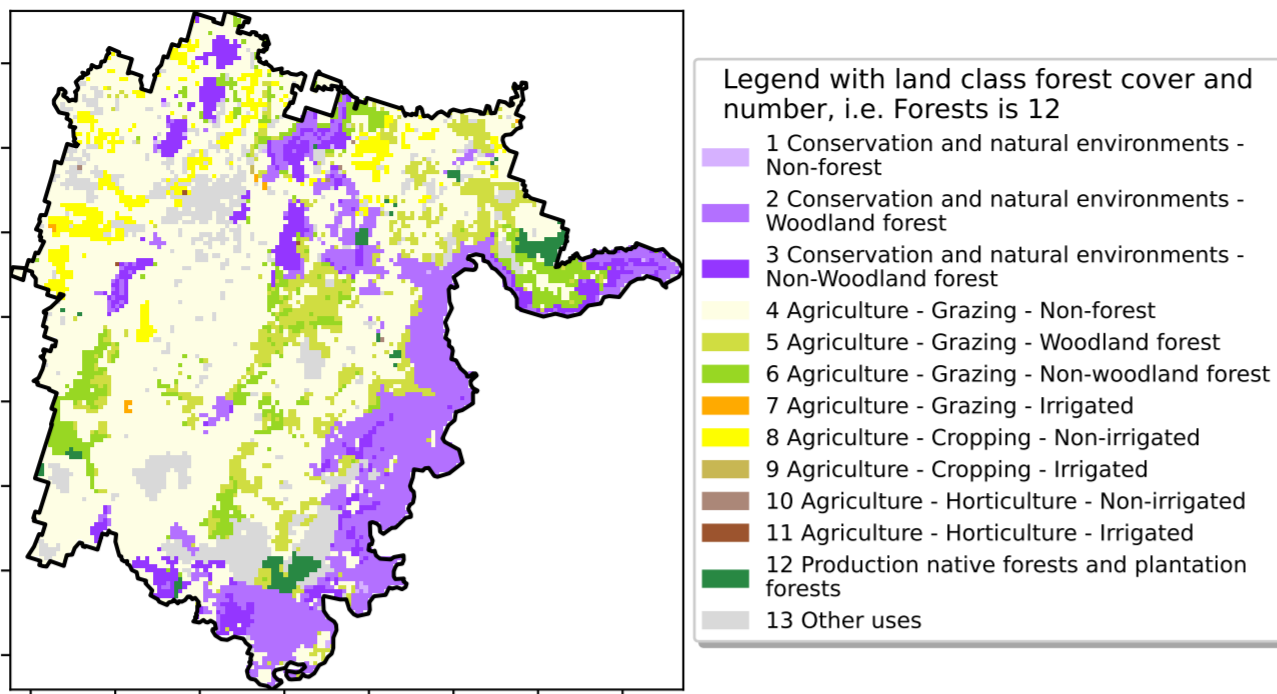 Legend with land class forest cover and
number, i.e. Forests is 12
1 Conservation and natural environments -
Non-forest
2 Conservation and natural environments -
Woodland forest
3 Conservation and natural environments -
Non-Woodland forest
4 Agriculture - Grazing - Non-forest
5 Agriculture - Grazing - Woodland forest
6 Agriculture - Grazing - Non-woodland forest
7 Agriculture - Grazing - Irrigated
8 Agriculture - Cropping - Non-irrigated
9 Agriculture - Cropping - Irrigated
10 Agriculture - Horticulture - Non-irrigated
11 Agriculture - Horticulture - Irrigated
12 Production native forests and plantation
forests
13 Other uses